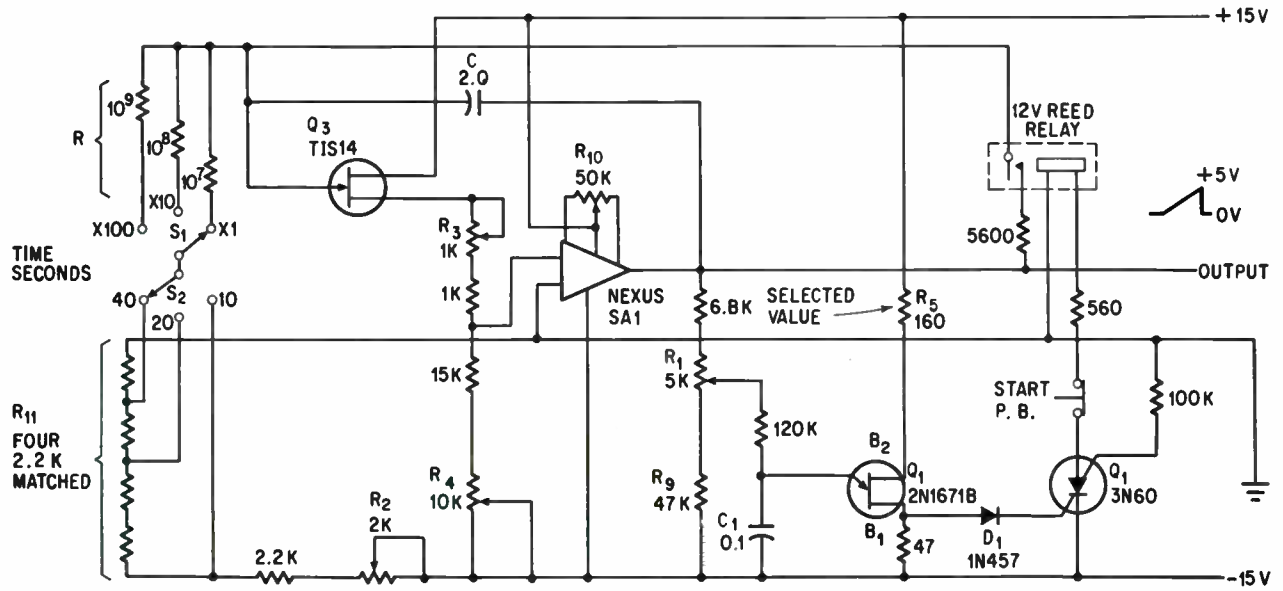 +15V
C
2.0
Q3
TIS14
R10
50K
12V REED
RELAY
R
10⁹
10⁸
10⁷
X10
X100
S1
X1
+5V
0V
5600
R3
1K
TIME
SECONDS
OUTPUT
40
S2
10
20
1K
NEXUS
SA1
6.8K
SELECTED
VALUE
R5
160
560
15K
R1
5K
START
P. B.
100K
R11
FOUR
2.2 K
MATCHED
120K
B2
Q1
2N1671B
Q1
3N60
R4
10K
R9
47K
R2
2K
C1
0.1
B1
47
D1
1N457
2.2K
-15V